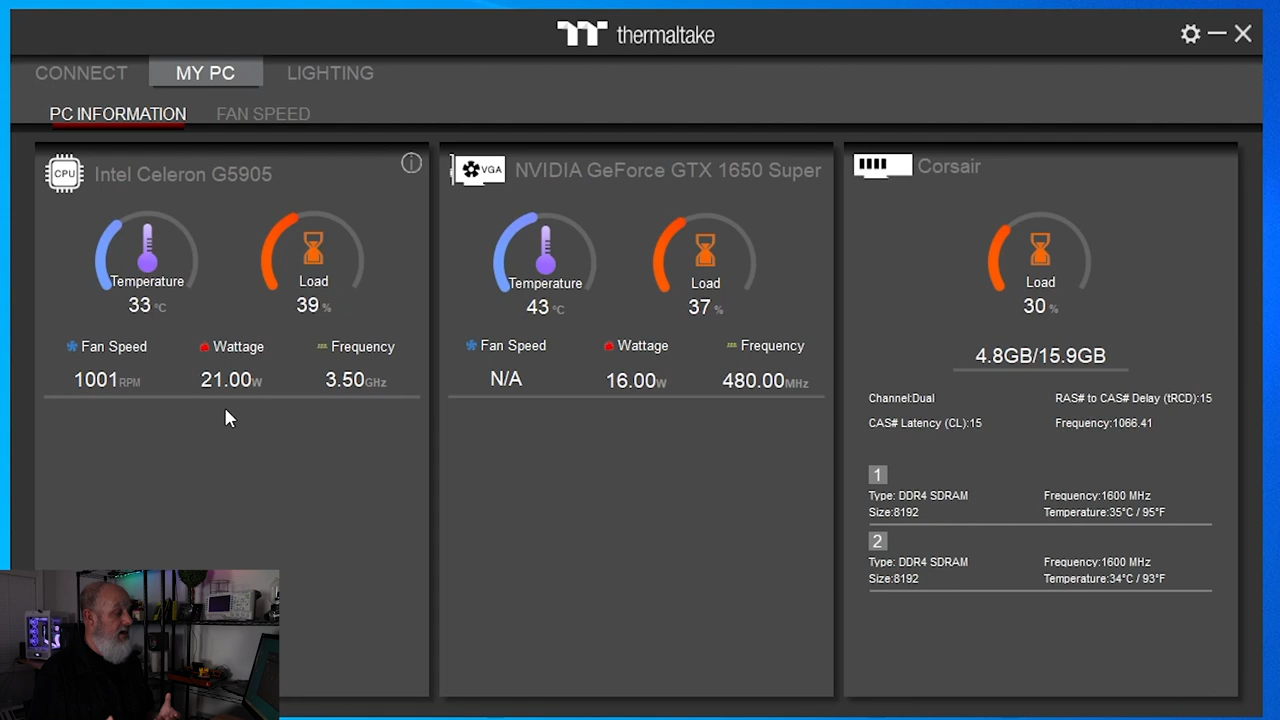 thermaltake
CONNECT MY PC LIGHTING
PC INFORMATION FAN SPEED
CPU Intel Celeron G5905
Temperature Load
33 °C 39 %
Fan Speed Wattage Frequency
1001 RPM 21.00 W 3.50 GHz
VGA NVIDIA GeForce GTX 1650 Super
Temperature Load
43 °C 37 %
Fan Speed Wattage Frequency
N/A 16.00 W 480.00 MHz
Corsair
Load
30 %
4.8GB/15.9GB
Channel:Dual RAS# to CAS# Delay (tRCD):15
CAS# Latency (CL):15 Frequency:1066.41
1
Type: DDR4 SDRAM Frequency:1600 MHz
Size:8192 Temperature:35°C / 95°F
2
Type: DDR4 SDRAM Frequency:1600 MHz
Size:8192 Temperature:34°C / 93°F